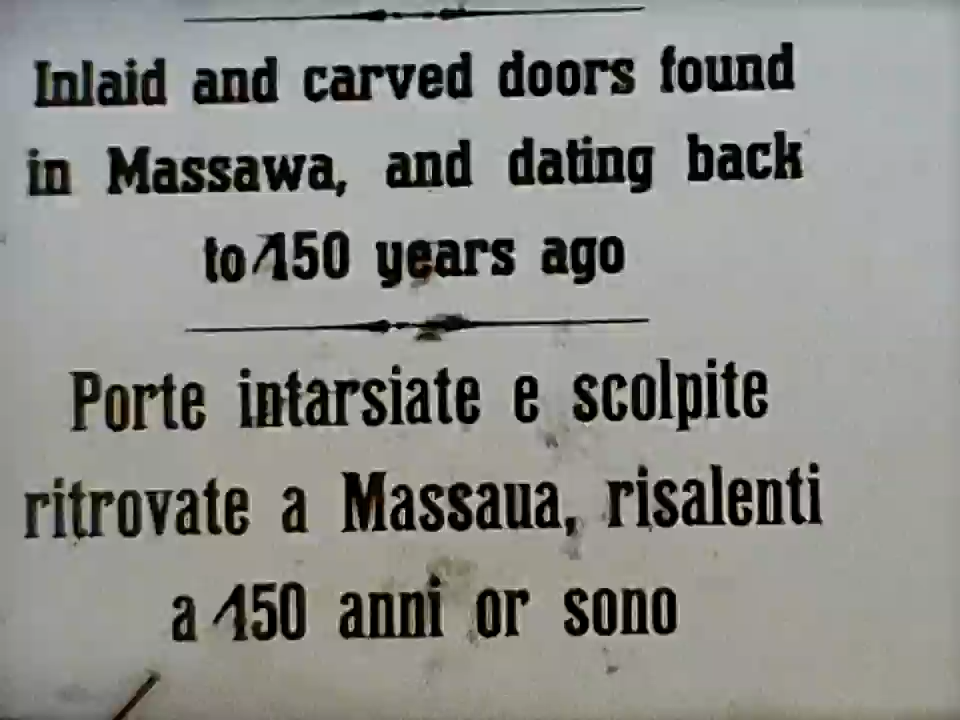 Inlaid and carved doors found
in Massawa, and dating back
to 150 years ago
Porte intarsiate e scolpite
ritrovate a Massaua, risalenti
a 150 anni or sono